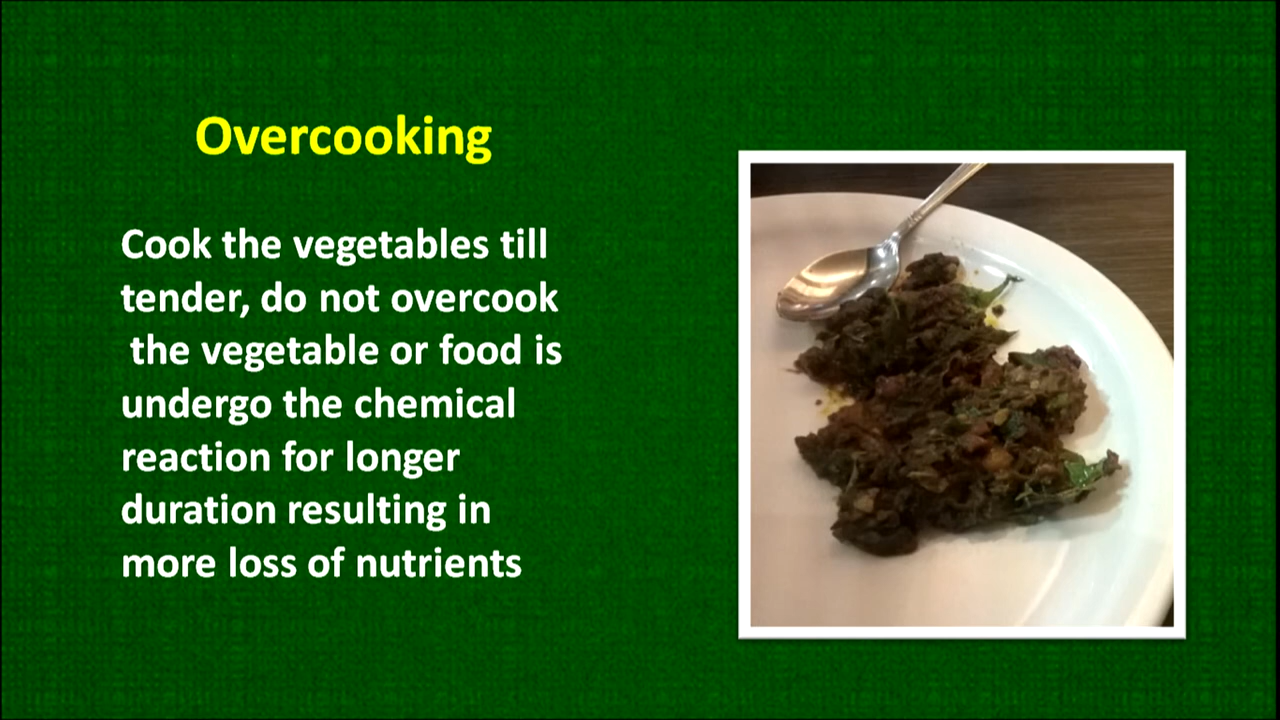 Overcooking
Cook the vegetables till
tender, do not overcook
the vegetable or food is
undergo the chemical
reaction for longer
duration resulting in
more loss of nutrients